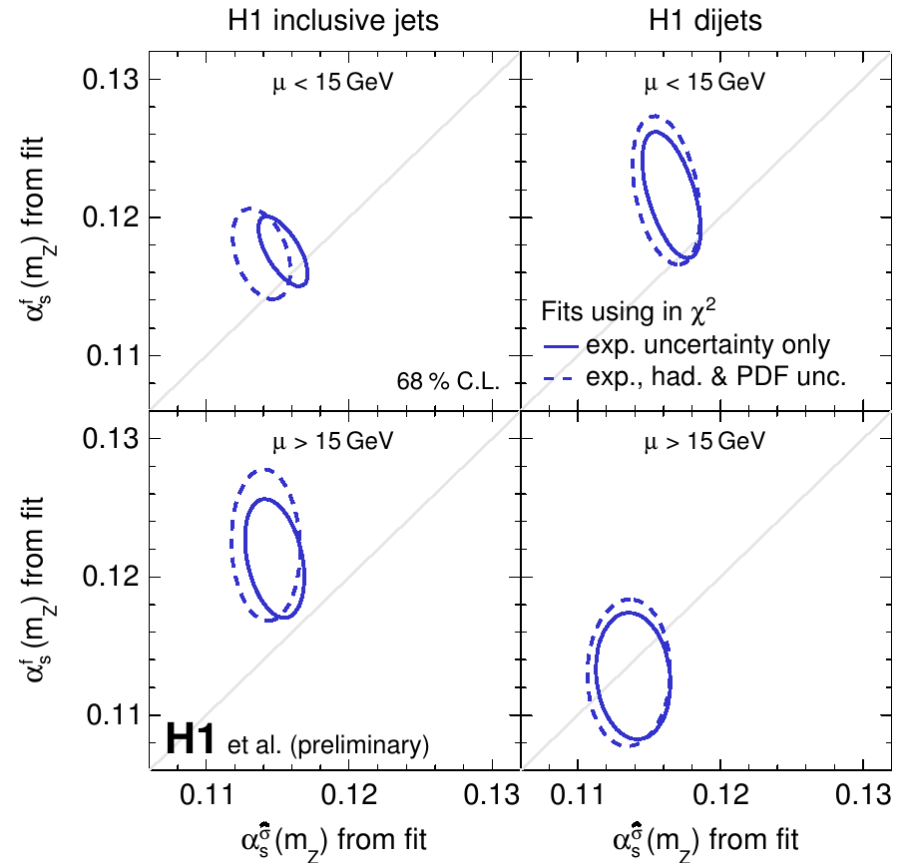 H1 inclusive jets
H1 dijets
μ < 15 GeV
μ < 15 GeV
0.13
0.12
0.11
α_s^f(m_Z) from fit
68 % C.L.
Fits using in χ²
exp. uncertainty only
exp., had. & PDF unc.
μ > 15 GeV
μ > 15 GeV
0.13
0.12
0.11
α_s^f(m_Z) from fit
H1 et al. (preliminary)
0.11 0.12 0.13
0.11 0.12 0.13
α_s^σ̂(m_Z) from fit
α_s^σ̂(m_Z) from fit